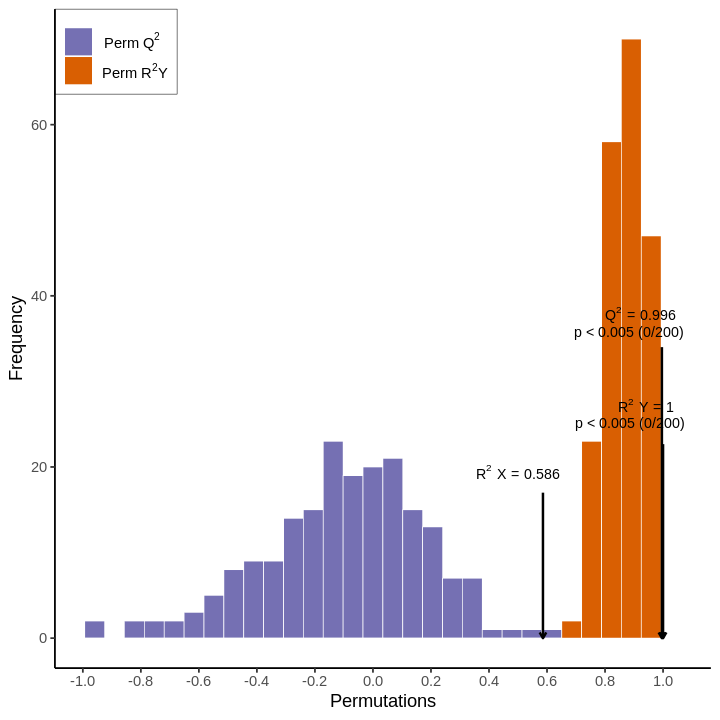 Perm Q²
Perm R²Y
60
40
20
0
Frequency
Q² = 0.996
p < 0.005 (0/200)
R² Y = 1
p < 0.005 (0/200)
R² X = 0.586
-1.0 -0.8 -0.6 -0.4 -0.2 0.0 0.2 0.4 0.6 0.8 1.0
Permutations